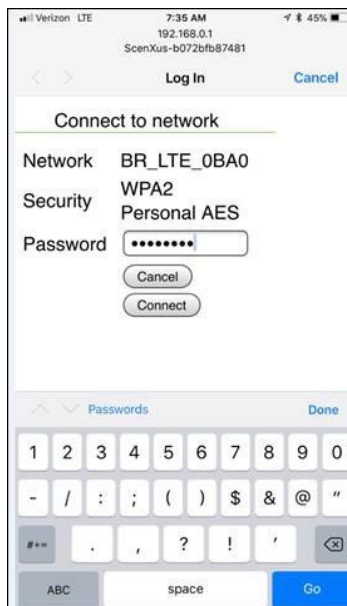 Verizon LTE 7:35 AM 45%
192.168.0.1
ScenXus-b072bfb87481
Log In Cancel
Connect to network
Network BR_LTE_0BA0
Security WPA2
Personal AES
Password ••••••••
Cancel
Connect
Passwords Done
1 2 3 4 5 6 7 8 9 0
- / : ; ( ) $ & @ "
#+= . , ? ! '
ABC space Go